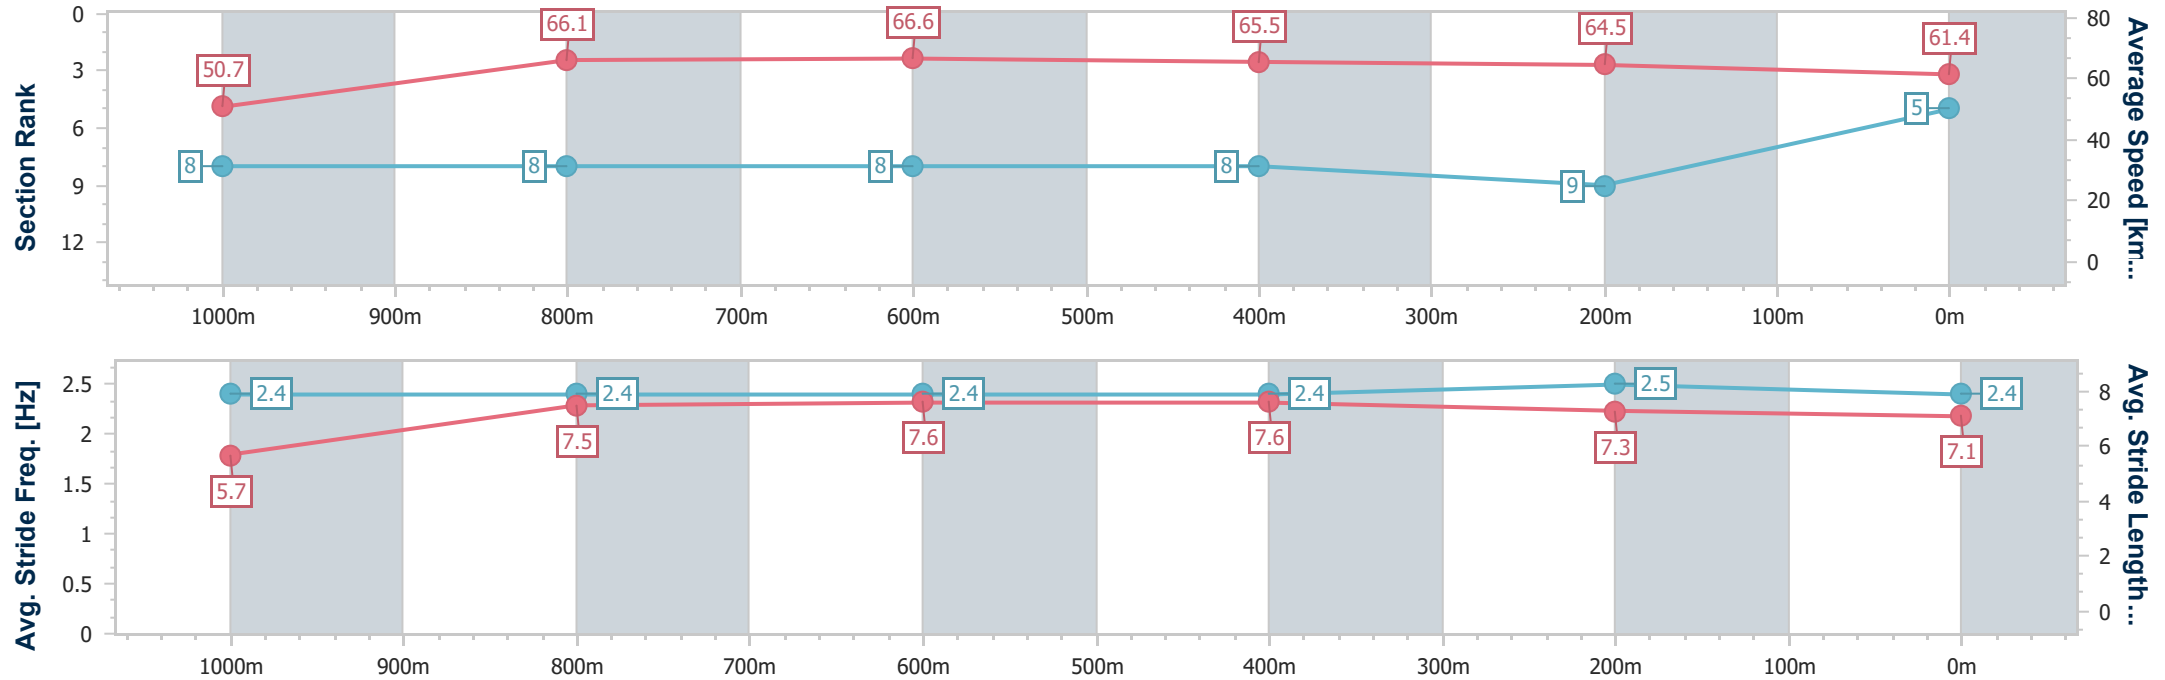 Section Rank
0
3
6
9
12
50.7
66.1
66.6
65.5
64.5
61.4
8
8
8
8
9
5
80
60
40
20
0
Average Speed [km...
1000m
900m
800m
700m
600m
500m
400m
300m
200m
100m
0m
Avg. Stride Freq. [Hz]
2.5
2
1.5
1
0.5
0
2.4
2.4
2.4
2.4
2.5
2.4
5.7
7.5
7.6
7.6
7.3
7.1
8
6
4
2
0
Avg. Stride Length...
1000m
900m
800m
700m
600m
500m
400m
300m
200m
100m
0m